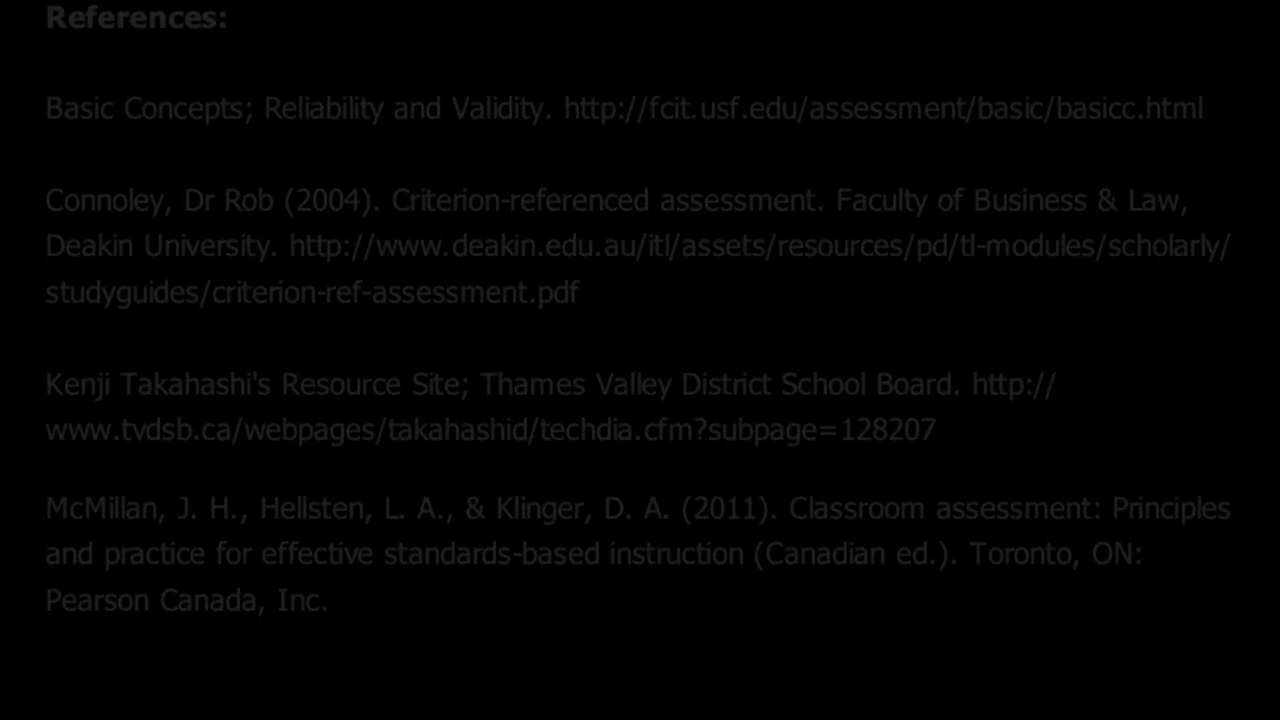 References:
Basic Concepts; Reliability and Validity. http://fcit.usf.edu/assessment/basic/basicc.html
Connoley, Dr Rob (2004). Criterion-referenced assessment. Faculty of Business & Law,
Deakin University. http://www.deakin.edu.au/itl/assets/resources/pd/tl-modules/scholarly/
studyguides/criterion-ref-assessment.pdf
Kenji Takahashi's Resource Site; Thames Valley District School Board. http://
www.tvdsb.ca/webpages/takahashid/techdia.cfm?subpage=128207
McMillan, J. H., Hellsten, L. A., & Klinger, D. A. (2011). Classroom assessment: Principles
and practice for effective standards-based instruction (Canadian ed.). Toronto, ON:
Pearson Canada, Inc.